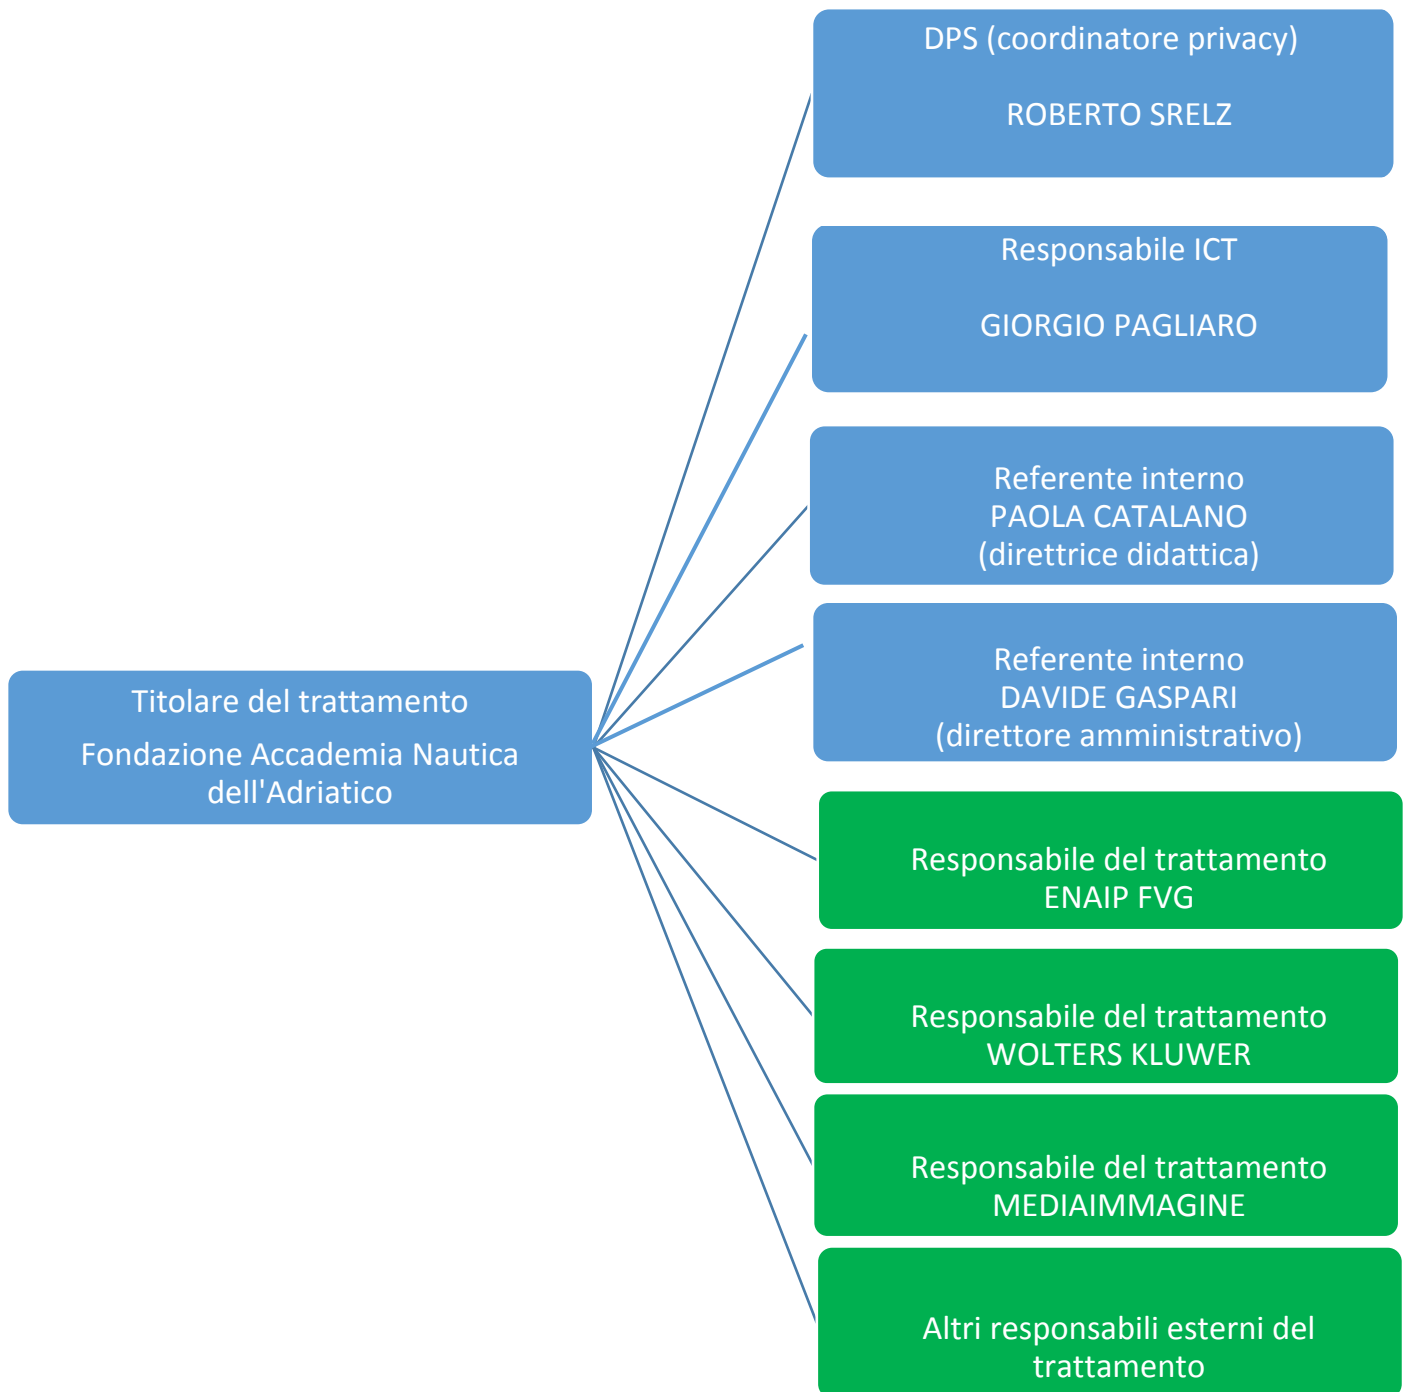 DPS (coordinatore privacy)
ROBERTO SRELZ
Responsabile ICT
GIORGIO PAGLIARO
Referente interno
PAOLA CATALANO
(direttrice didattica)
Referente interno
DAVIDE GASPARI
(direttore amministrativo)
Titolare del trattamento
Fondazione Accademia Nautica
dell'Adriatico
Responsabile del trattamento
ENAIP FVG
Responsabile del trattamento
WOLTERS KLUWER
Responsabile del trattamento
MEDIAIMMAGINE
Altri responsabili esterni del
trattamento